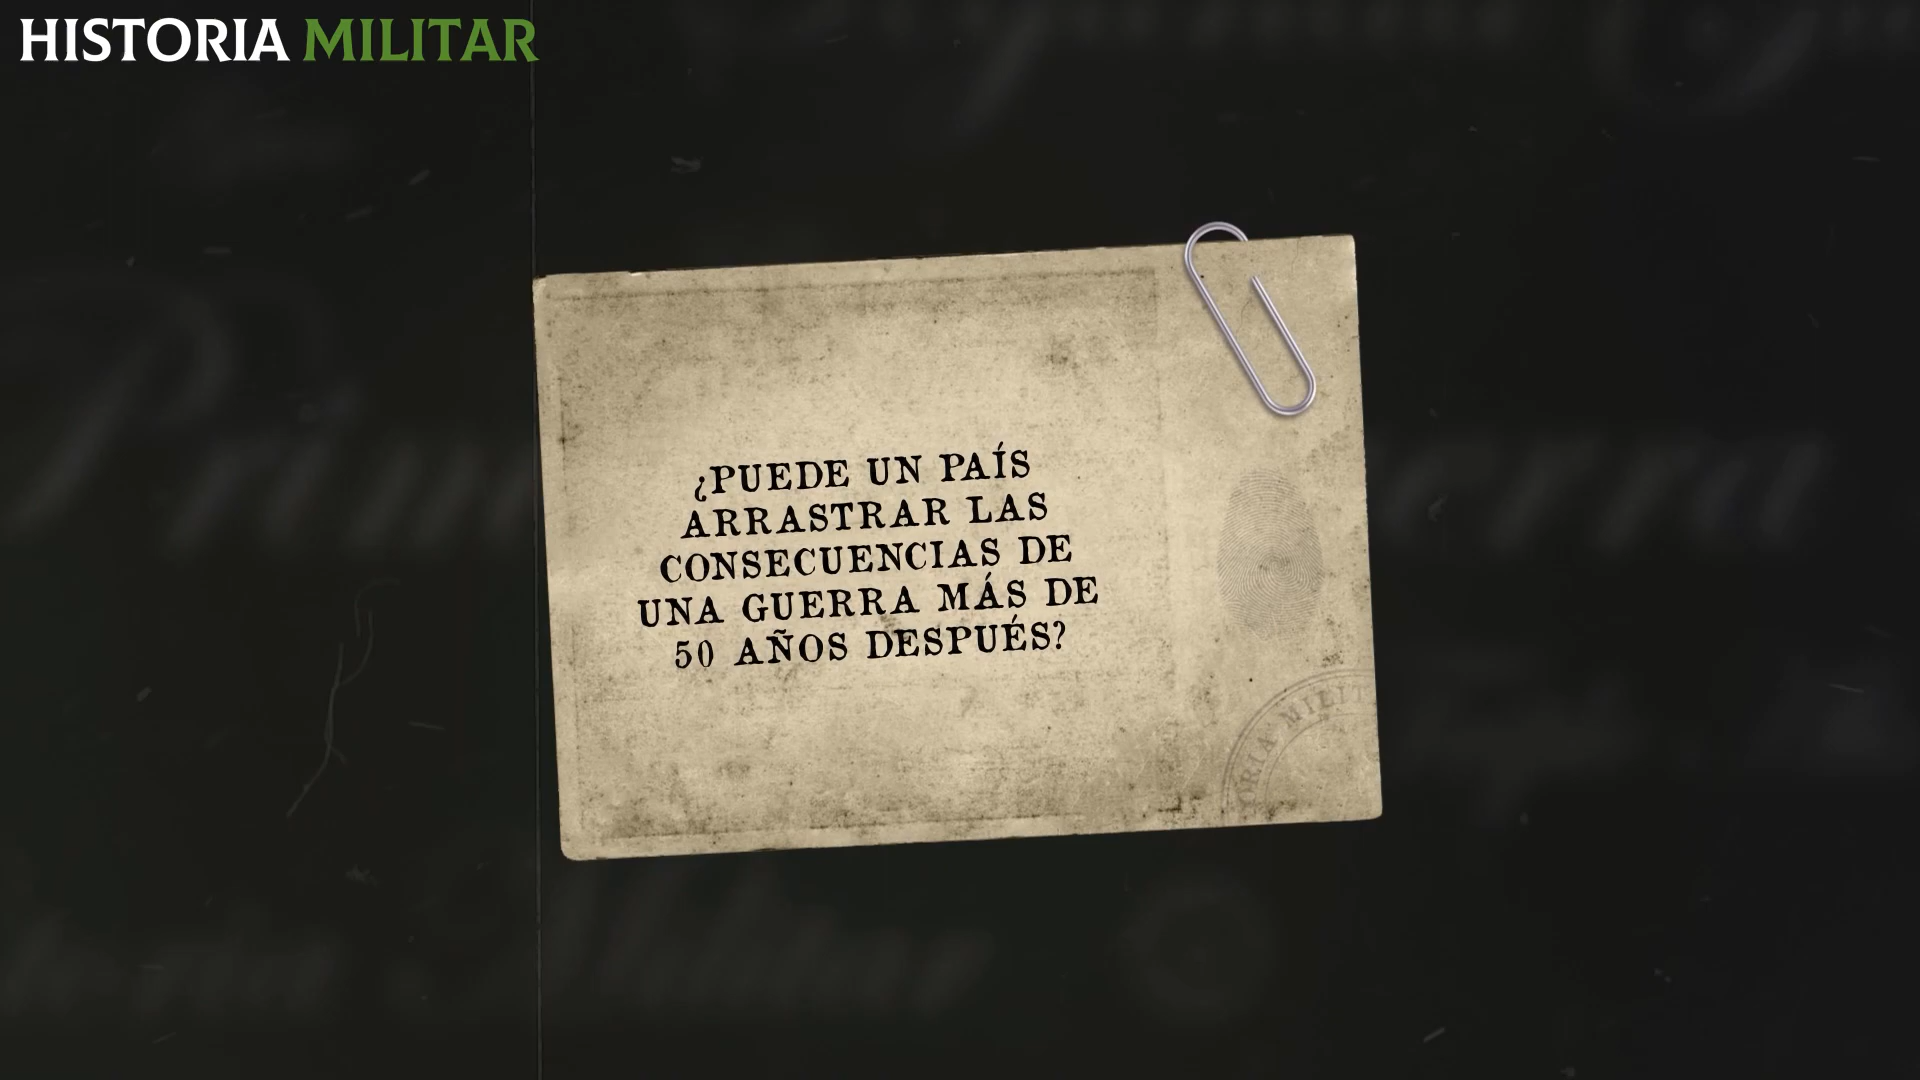 HISTORIA MILITAR
¿PUEDE UN PAÍS
ARRASTRAR LAS
CONSECUENCIAS DE
UNA GUERRA MÁS DE
50 AÑOS DESPUÉS?